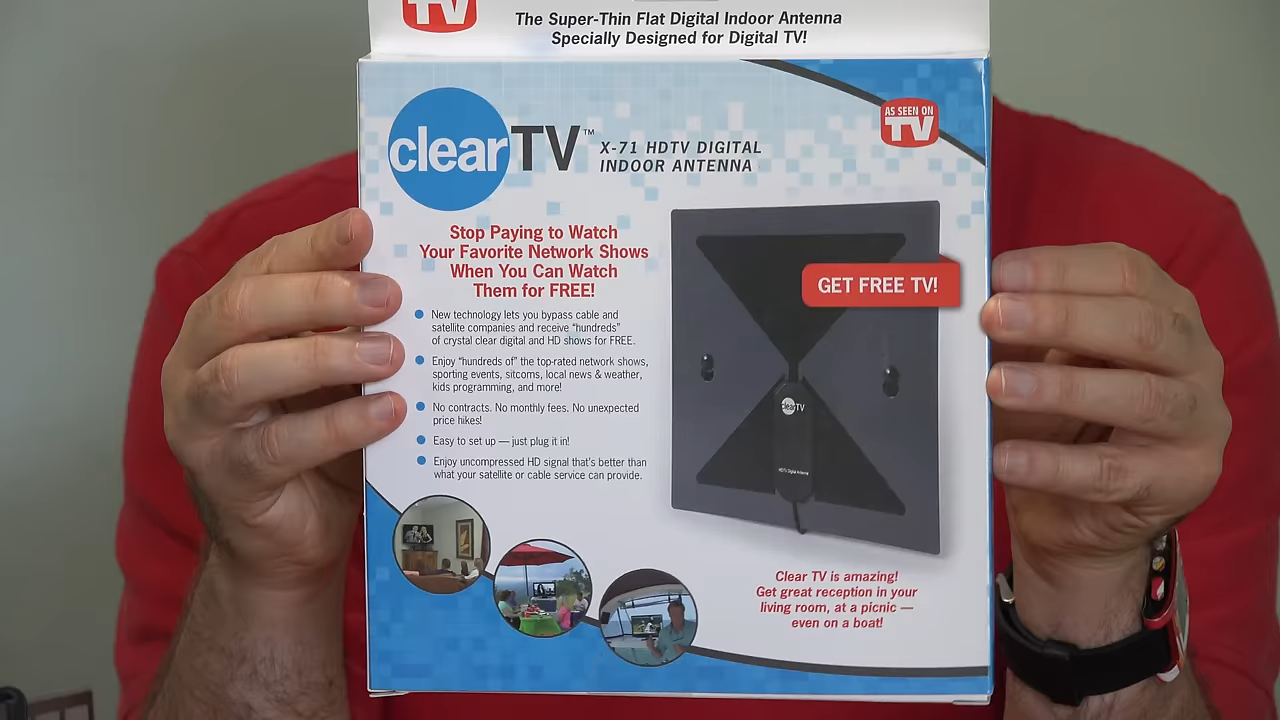 TV
The Super-Thin Flat Digital Indoor Antenna
Specially Designed for Digital TV!
AS SEEN ON
TV
clearTV™
X-71 HDTV DIGITAL
INDOOR ANTENNA
Stop Paying to Watch
Your Favorite Network Shows
When You Can Watch
Them for FREE!
GET FREE TV!
New technology lets you bypass cable and
satellite companies and receive “hundreds”
of crystal clear digital and HD shows for FREE.
Enjoy “hundreds of” the top-rated network shows,
sporting events, sitcoms, local news & weather,
kids programming, and more!
No contracts. No monthly fees. No unexpected
price hikes!
Easy to set up — just plug it in!
Enjoy uncompressed HD signal that’s better than
what your satellite or cable service can provide.
clearTV
HDTV Digital Antenna
Clear TV is amazing!
Get great reception in your
living room, at a picnic —
even on a boat!